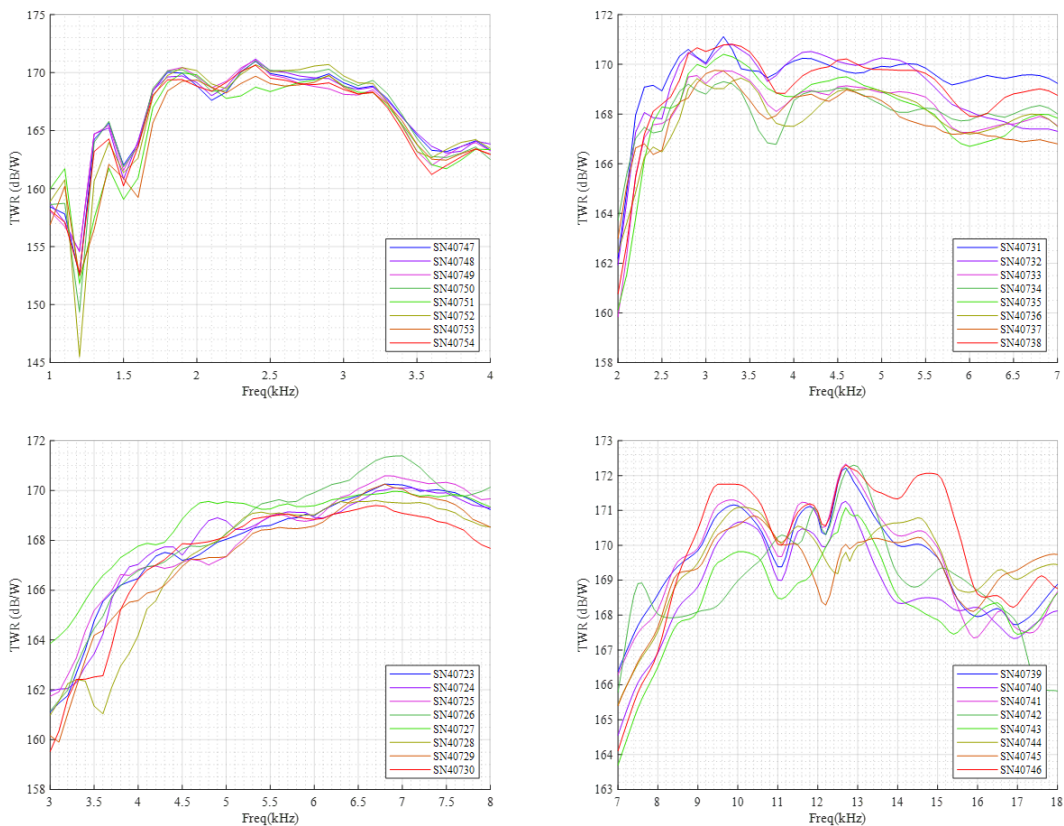 175
170
165
160
155
150
145
TWR (dB/W)
1
1.5
2
2.5
3
3.5
4
Freq(kHz)
SN40747
SN40748
SN40749
SN40750
SN40751
SN40752
SN40753
SN40754
172
170
168
166
164
162
160
158
TWR (dB/W)
2
2.5
3
3.5
4
4.5
5
5.5
6
6.5
7
Freq(kHz)
SN40731
SN40732
SN40733
SN40734
SN40735
SN40736
SN40737
SN40738
172
170
168
166
164
162
160
158
TWR (dB/W)
3
3.5
4
4.5
5
5.5
6
6.5
7
7.5
8
Freq(kHz)
SN40723
SN40724
SN40725
SN40726
SN40727
SN40728
SN40729
SN40730
173
172
171
170
169
168
167
166
165
164
163
TWR (dB/W)
7
8
9
10
11
12
13
14
15
16
17
18
Freq(kHz)
SN40739
SN40740
SN40741
SN40742
SN40743
SN40744
SN40745
SN40746